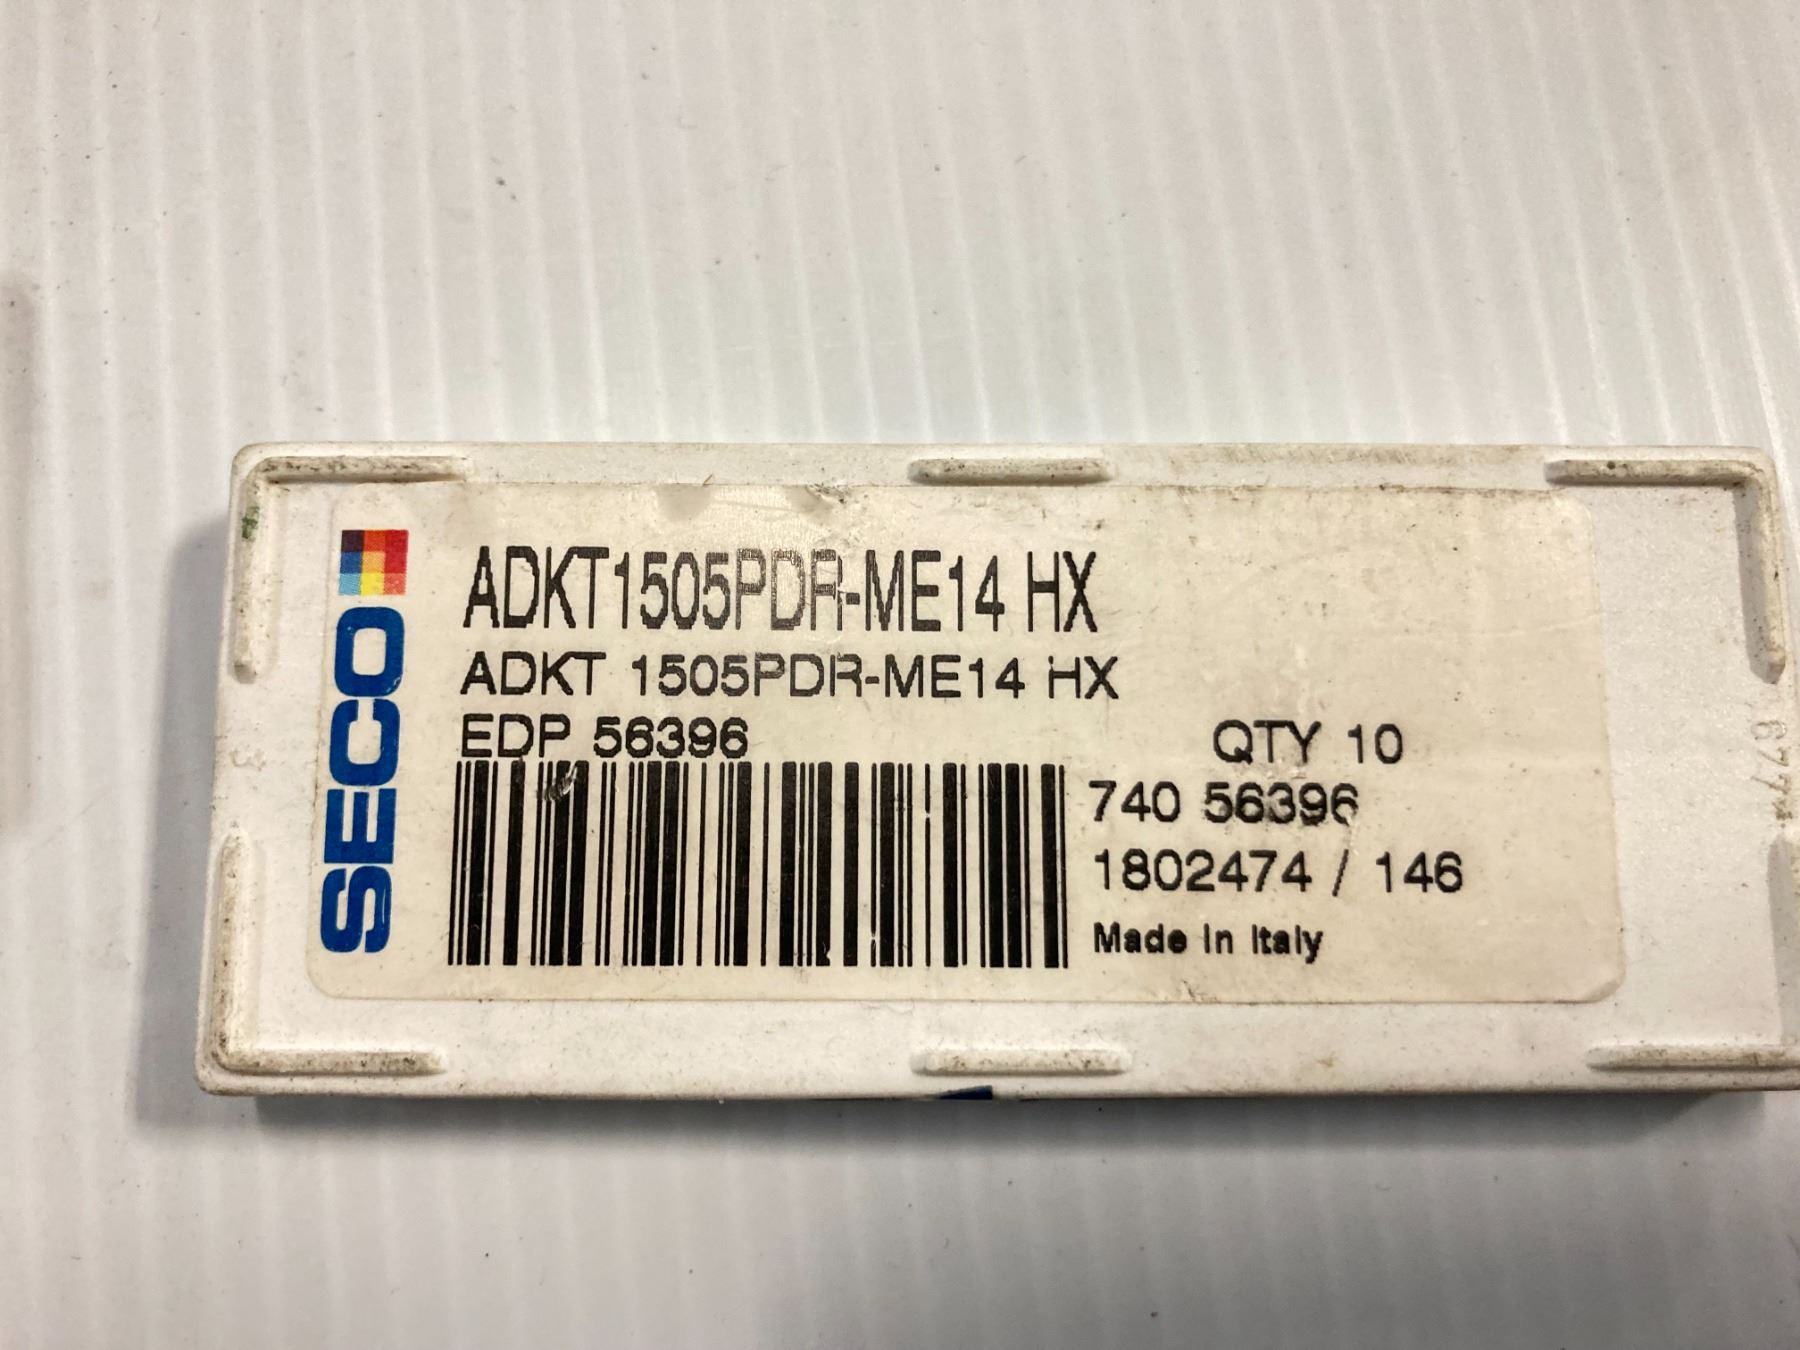 SECO
ADKT1505PDR-ME14 HX
ADKT 1505PDR-ME14 HX
EDP 56396
QTY 10
740 56396
1802474 / 146
Made in Italy